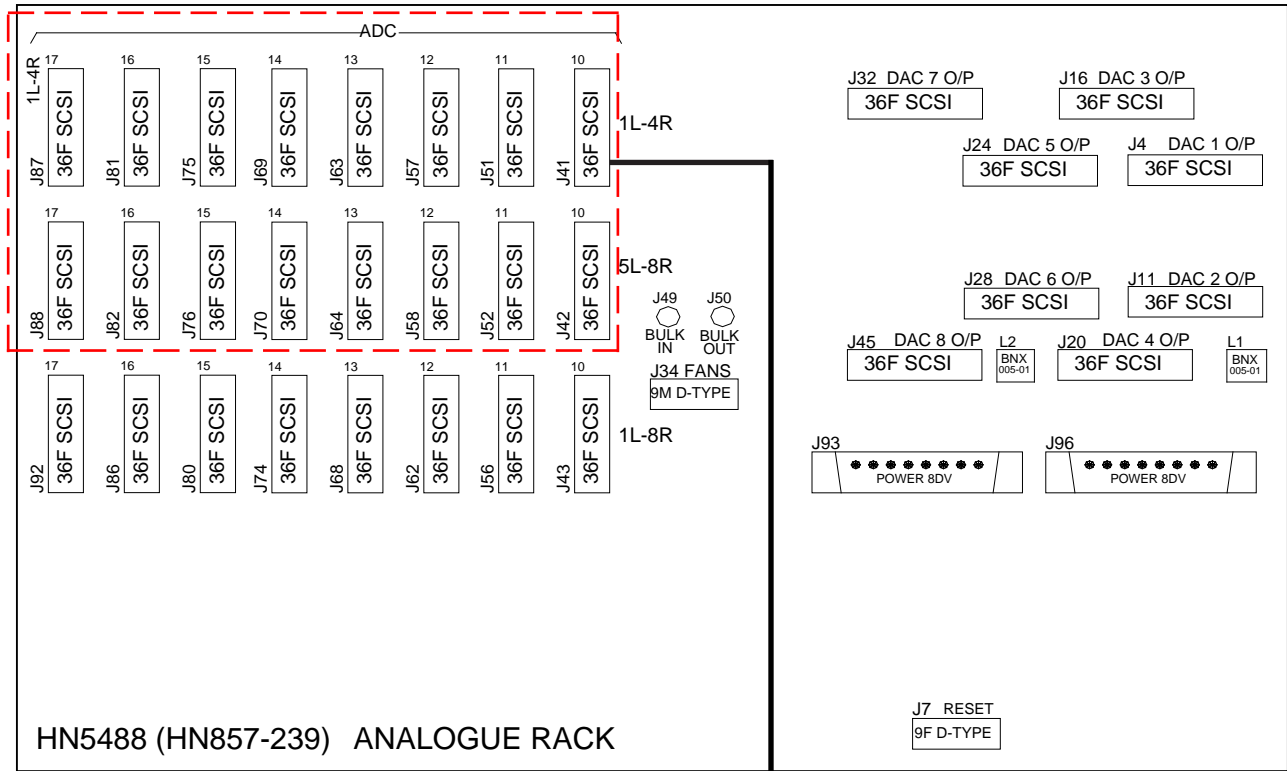 ADC
17 16 15 14 13 12 11 10
1L-4R
J87 36F SCSI
J81 36F SCSI
J75 36F SCSI
J69 36F SCSI
J63 36F SCSI
J57 36F SCSI
J51 36F SCSI
J41 36F SCSI
1L-4R
17 16 15 14 13 12 11 10
J88 36F SCSI
J82 36F SCSI
J76 36F SCSI
J70 36F SCSI
J64 36F SCSI
J58 36F SCSI
J52 36F SCSI
J42 36F SCSI
5L-8R
17 16 15 14 13 12 11 10
J92 36F SCSI
J86 36F SCSI
J80 36F SCSI
J74 36F SCSI
J68 36F SCSI
J62 36F SCSI
J56 36F SCSI
J43 36F SCSI
1L-8R
J49 J50
BULK IN
BULK OUT
J34 FANS
9M D-TYPE
J32 DAC 7 O/P
36F SCSI
J16 DAC 3 O/P
36F SCSI
J24 DAC 5 O/P
36F SCSI
J4 DAC 1 O/P
36F SCSI
J28 DAC 6 O/P
36F SCSI
J11 DAC 2 O/P
36F SCSI
J45 DAC 8 O/P
36F SCSI
L2
BNX
005-01
J20 DAC 4 O/P
36F SCSI
L1
BNX
005-01
J93
POWER 8DV
J96
POWER 8DV
J7 RESET
9F D-TYPE
HN5488 (HN857-239) ANALOGUE RACK